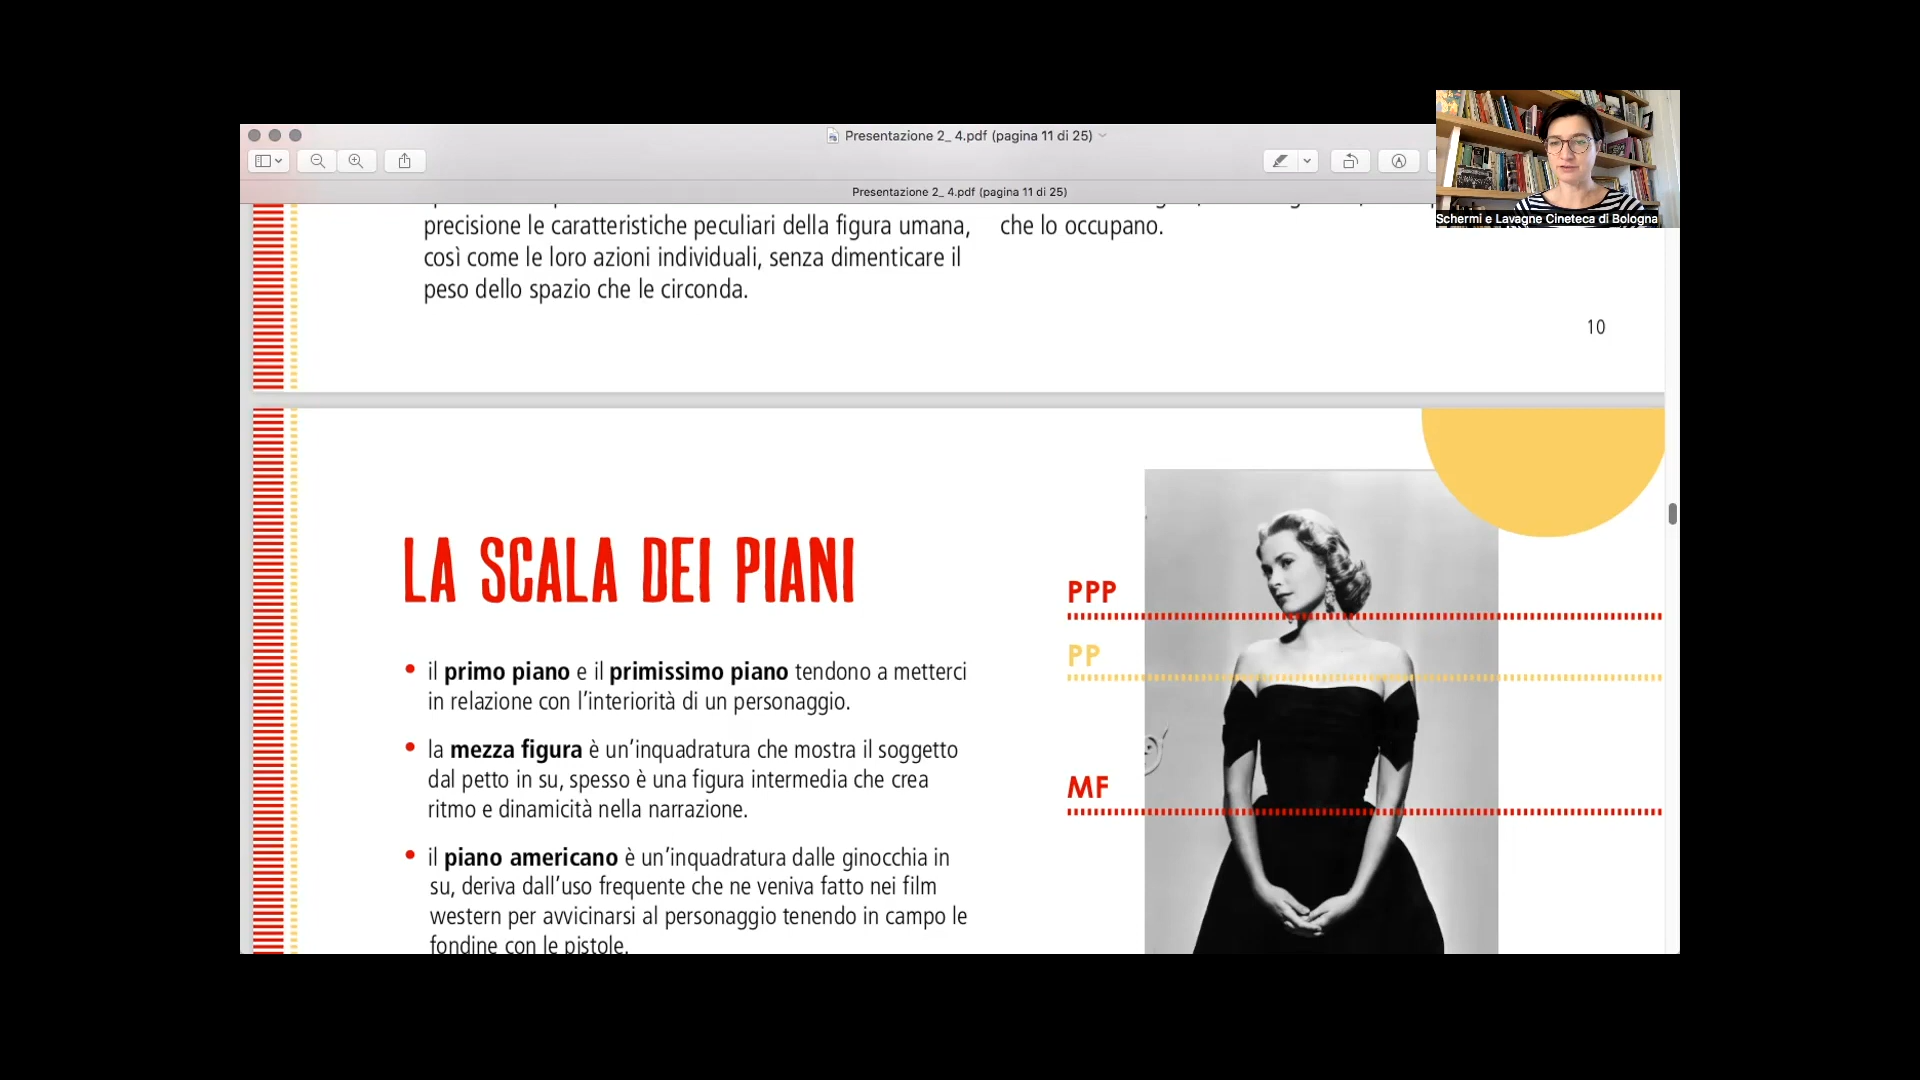 Presentazione 2_ 4.pdf (pagina 11 di 25)
Presentazione 2_ 4.pdf (pagina 11 di 25)
Schermi e Lavagne Cineteca di Bologna
precisione le caratteristiche peculiari della figura umana,
così come le loro azioni individuali, senza dimenticare il
peso dello spazio che le circonda.
che lo occupano.
10
LA SCALA DEI PIANI
il primo piano e il primissimo piano tendono a metterci
in relazione con l'interiorità di un personaggio.
la mezza figura è un'inquadratura che mostra il soggetto
dal petto in su, spesso è una figura intermedia che crea
ritmo e dinamicità nella narrazione.
il piano americano è un'inquadratura dalle ginocchia in
su, deriva dall'uso frequente che ne veniva fatto nei film
western per avvicinarsi al personaggio tenendo in campo le
fondine con le pistole.
PPP
PP
MF